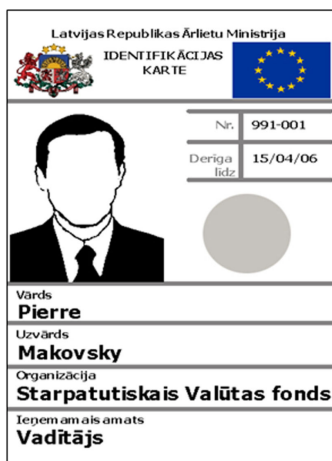 Latvijas Republikas Ārlietu Ministrija
IDENTIFIKĀCIJAS
KARTE
Nr. 991-001
Derīga 15/04/06
līdz
Vārds
Pierre
Uzvārds
Makovsky
Organizācija
Starpatutiskais Valūtas fonds
Ieņemamais amats
Vadītājs